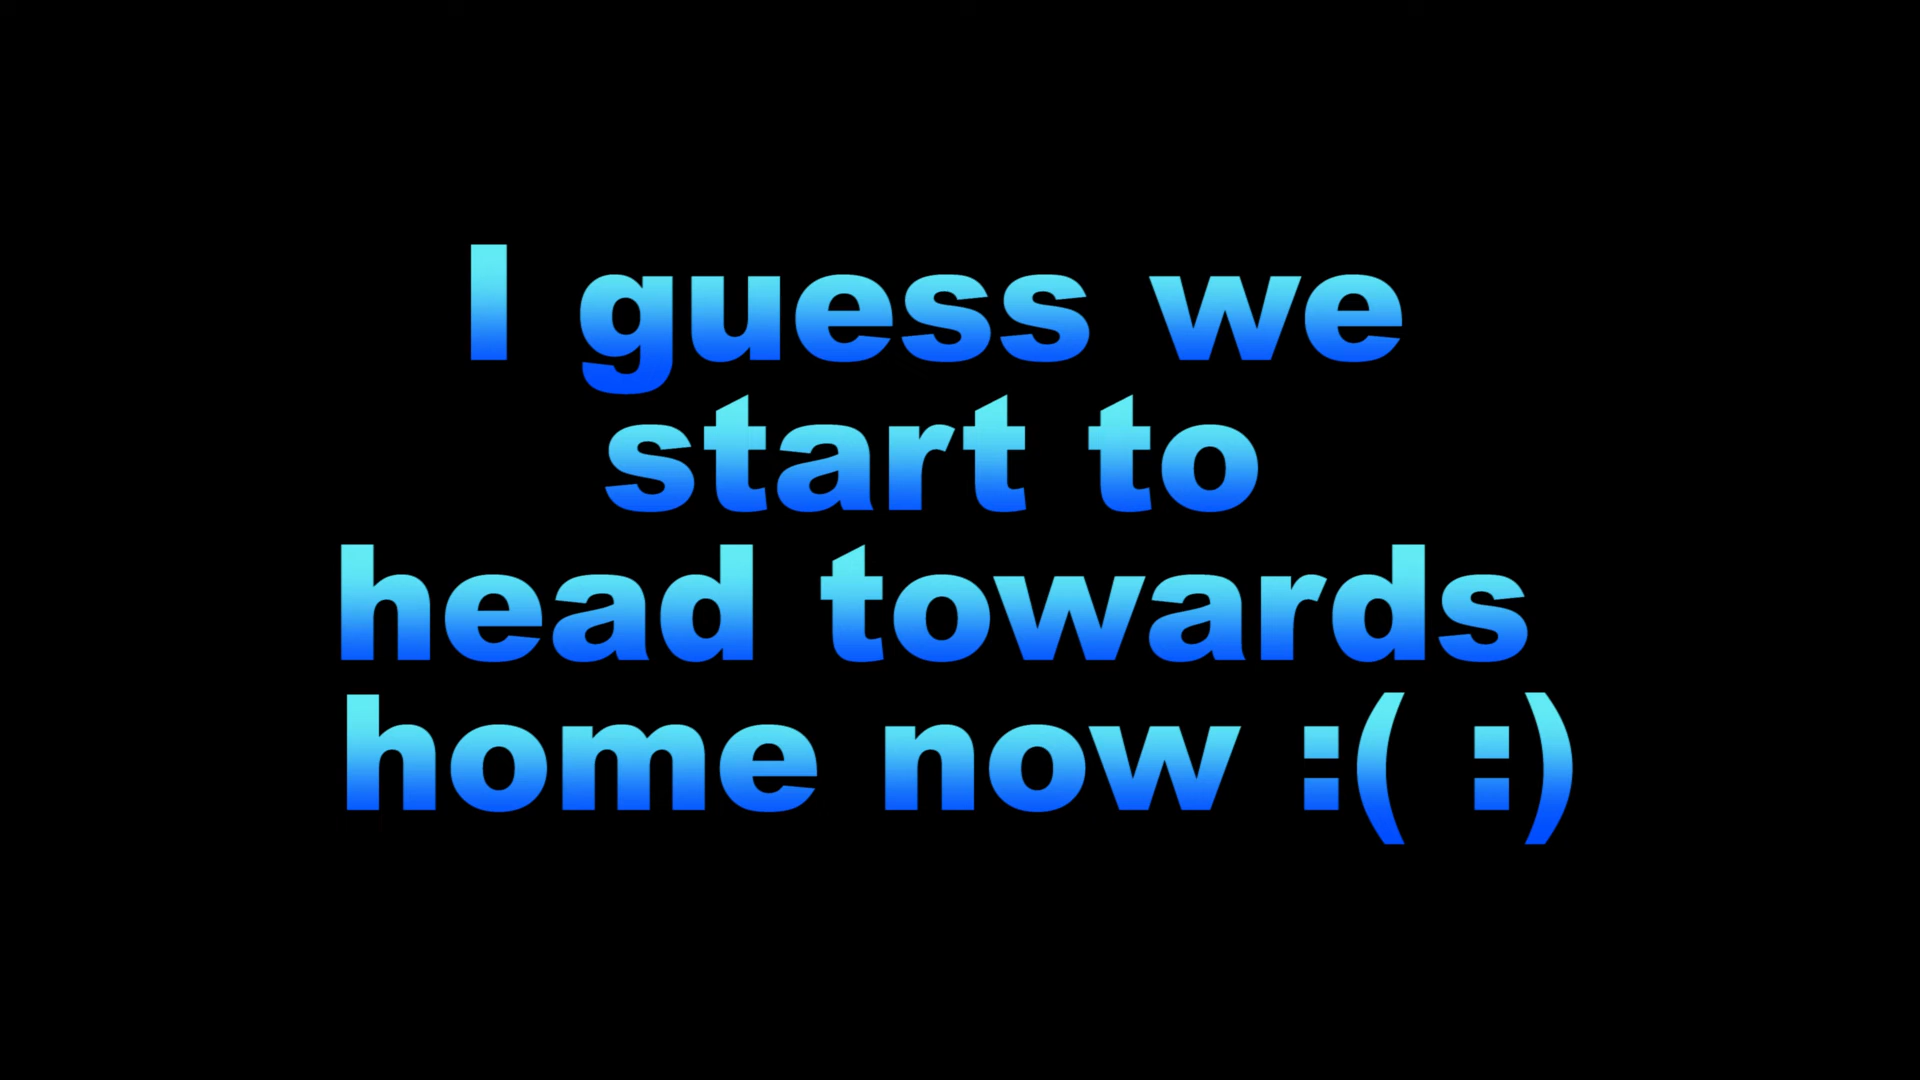 I guess we
start to
head towards
home now :( :)